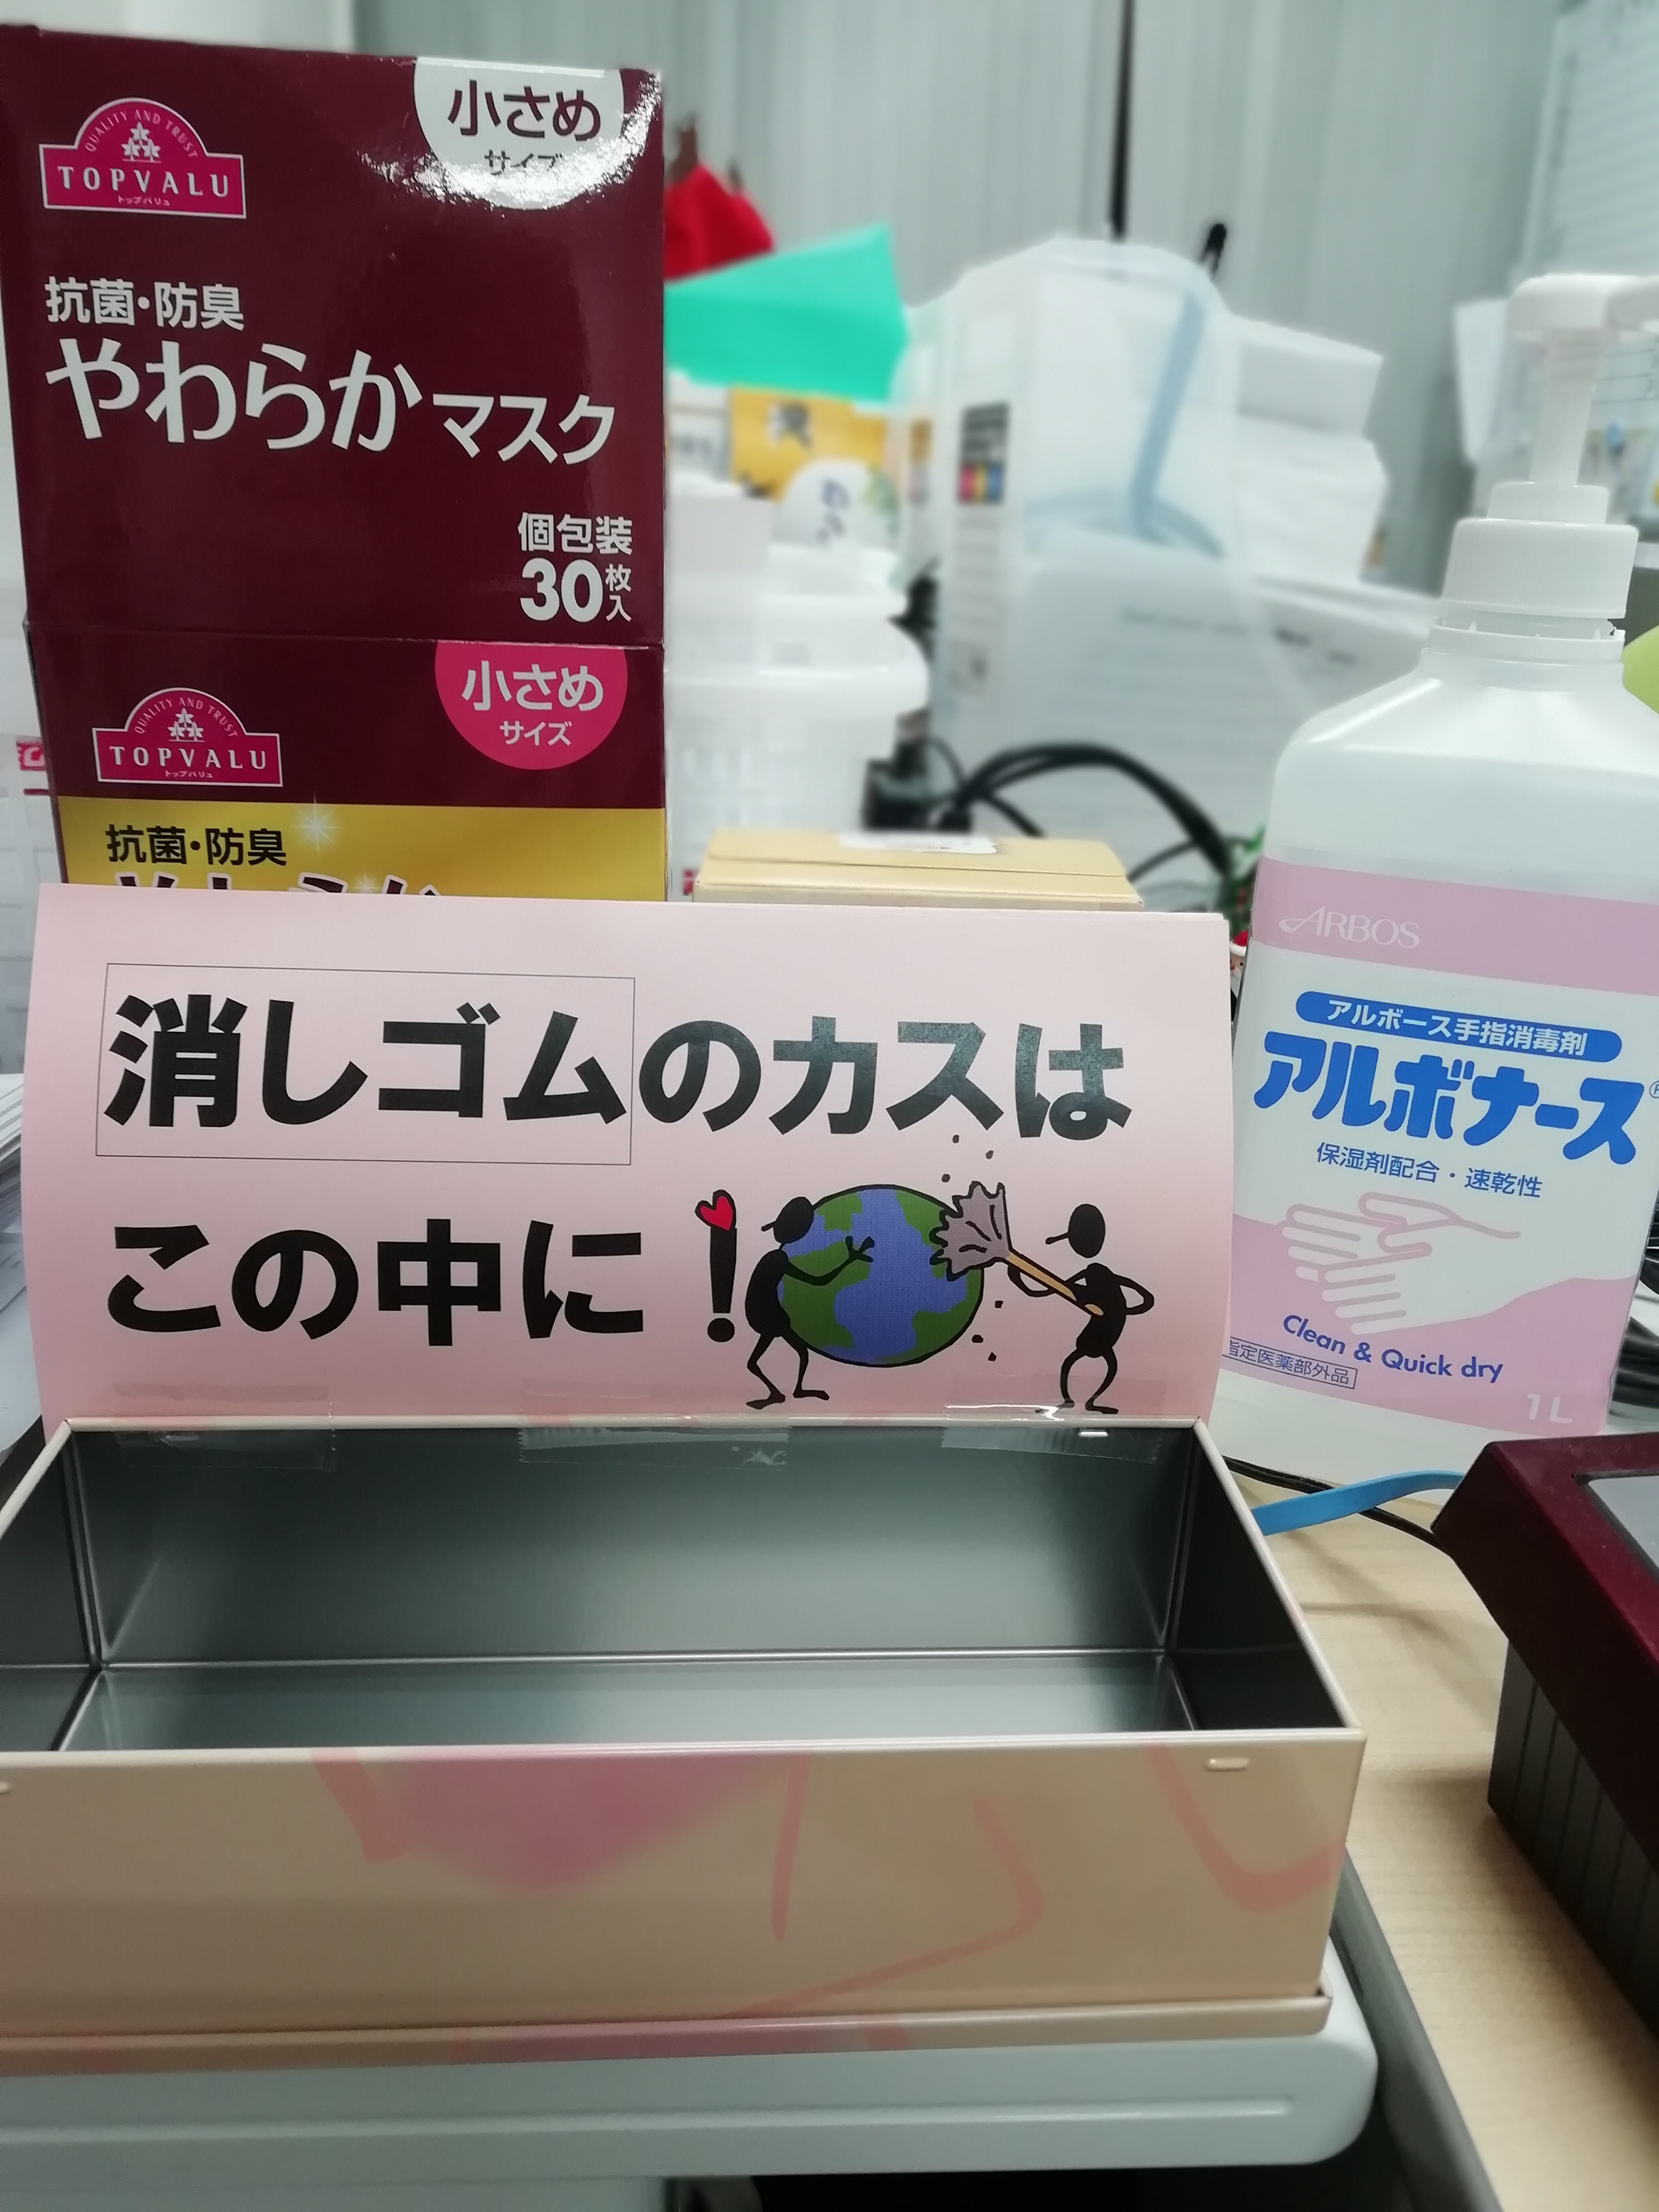 小さめ
サイズ
QUALITY AND TRUST
TOPVALU
トップバリュ
抗菌・防臭
やわらかマスク
個包装
30枚入
小さめ
サイズ
QUALITY AND TRUST
TOPVALU
トップバリュ
抗菌・防臭
消しゴムのカスは
この中に!
ARBOS
アルボース手指消毒剤
アルボナース®
保湿剤配合・速乾性
Clean & Quick dry
指定医薬部外品
1L